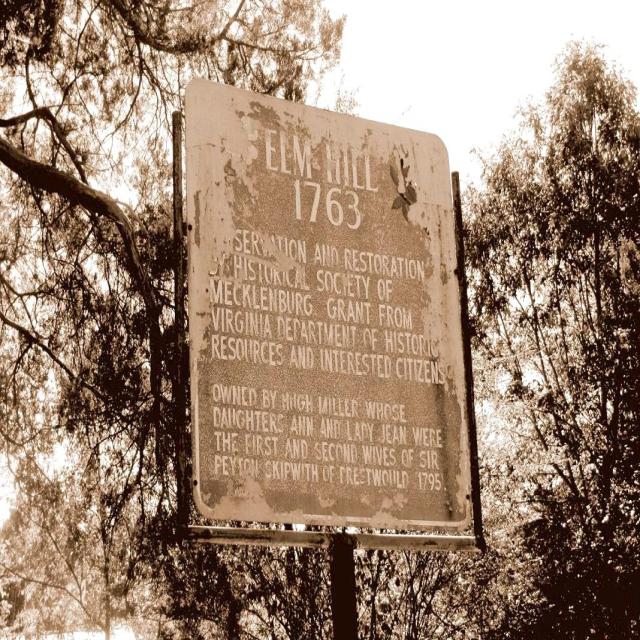 ELM HILL
1763
SERVATION AND RESTORATION
BY HISTORICAL SOCIETY OF
MECKLENBURG GRANT FROM
VIRGINIA DEPARTMENT OF HISTORIC
RESOURCES AND INTERESTED CITIZENS
OWNED BY HUGH MILLER WHOSE
DAUGHTERS ANN AND LADY JEAN WERE
THE FIRST AND SECOND WIVES OF SIR
PEYTON SKIPWITH OF PRESTWOULD 1795